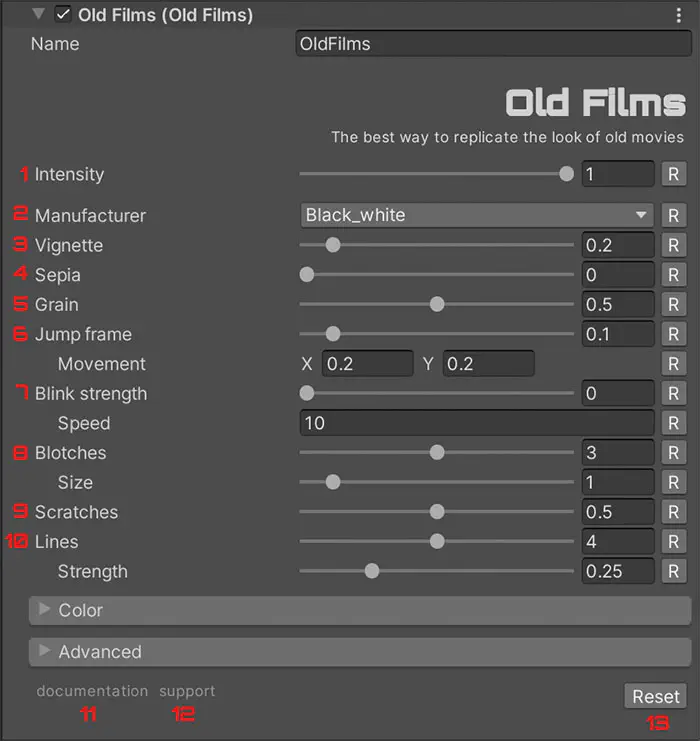 Old Films (Old Films)
Name OldFilms
Old Films
The best way to replicate the look of old movies
1 Intensity 1 R
2 Manufacturer Black_white R
3 Vignette 0.2 R
4 Sepia 0 R
5 Grain 0.5 R
6 Jump frame 0.1 R
Movement X 0.2 Y 0.2 R
7 Blink strength 0 R
Speed 10 R
8 Blotches 3 R
Size 1 R
9 Scratches 0.5 R
10 Lines 4 R
Strength 0.25 R
Color
Advanced
documentation support Reset
11 12 13